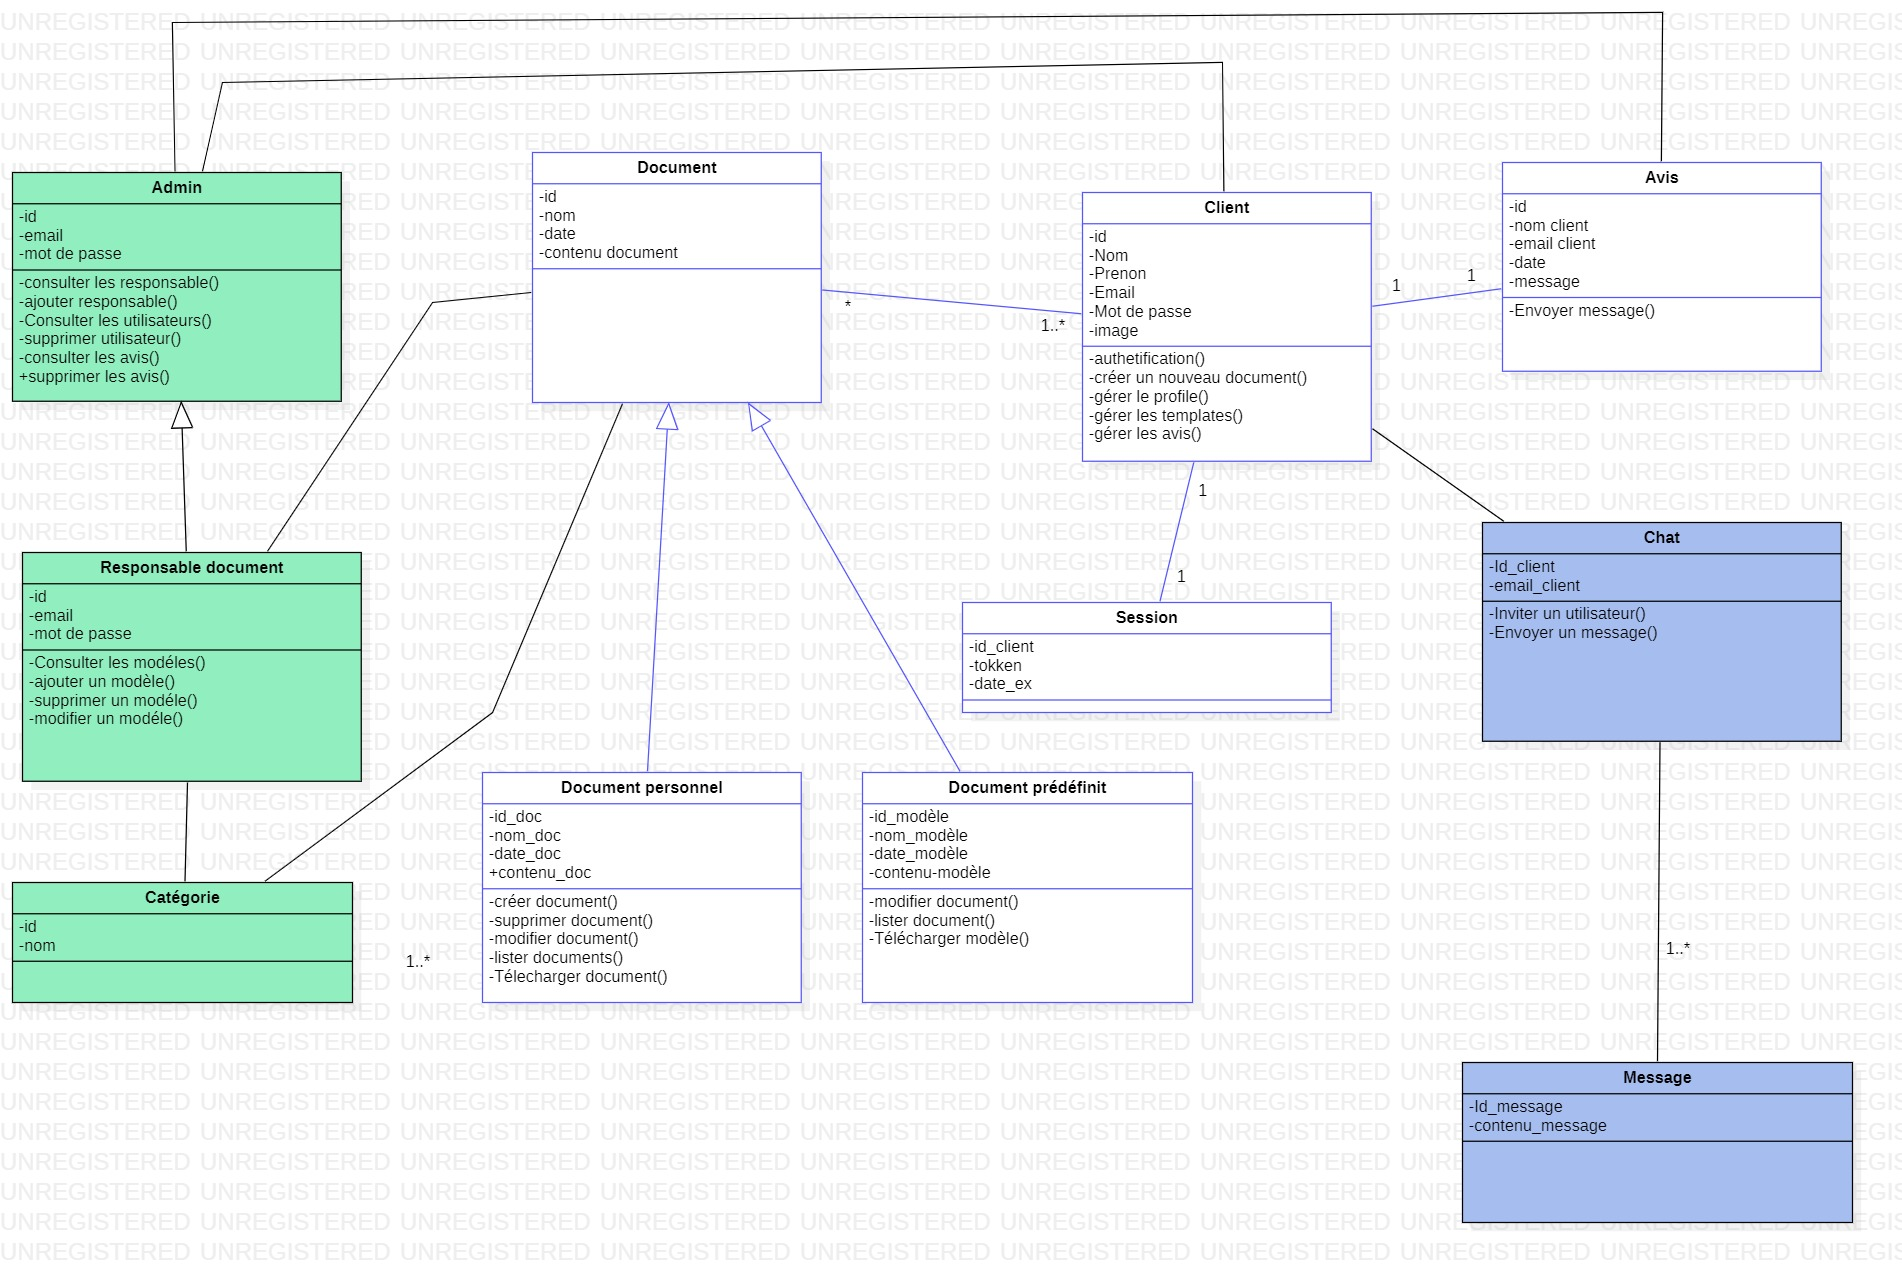 Admin
-id
-email
-mot de passe
-consulter les responsable()
-ajouter responsable()
-Consulter les utilisateurs()
-supprimer utilisateur()
-consulter les avis()
+supprimer les avis()
Document
-id
-nom
-date
-contenu document
*
1..*
Client
-id
-Nom
-Prenon
-Email
-Mot de passe
-image
-authetification()
-créer un nouveau document()
-gérer le profile()
-gérer les templates()
-gérer les avis()
1
1
Avis
-id
-nom client
-email client
-date
-message
-Envoyer message()
1
1
Responsable document
-id
-email
-mot de passe
-Consulter les modéles()
-ajouter un modèle()
-supprimer un modéle()
-modifier un modéle()
Session
-id_client
-tokken
-date_ex
Chat
-Id_client
-email_client
-Inviter un utilisateur()
-Envoyer un message()
Catégorie
-id
-nom
1..*
Document personnel
-id_doc
-nom_doc
-date_doc
+contenu_doc
-créer document()
-supprimer document()
-modifier document()
-lister documents()
-Télecharger document()
Document prédéfinit
-id_modèle
-nom_modèle
-date_modèle
-contenu-modèle
-modifier document()
-lister document()
-Télécharger modèle()
1..*
Message
-Id_message
-contenu_message
UNREGISTERED